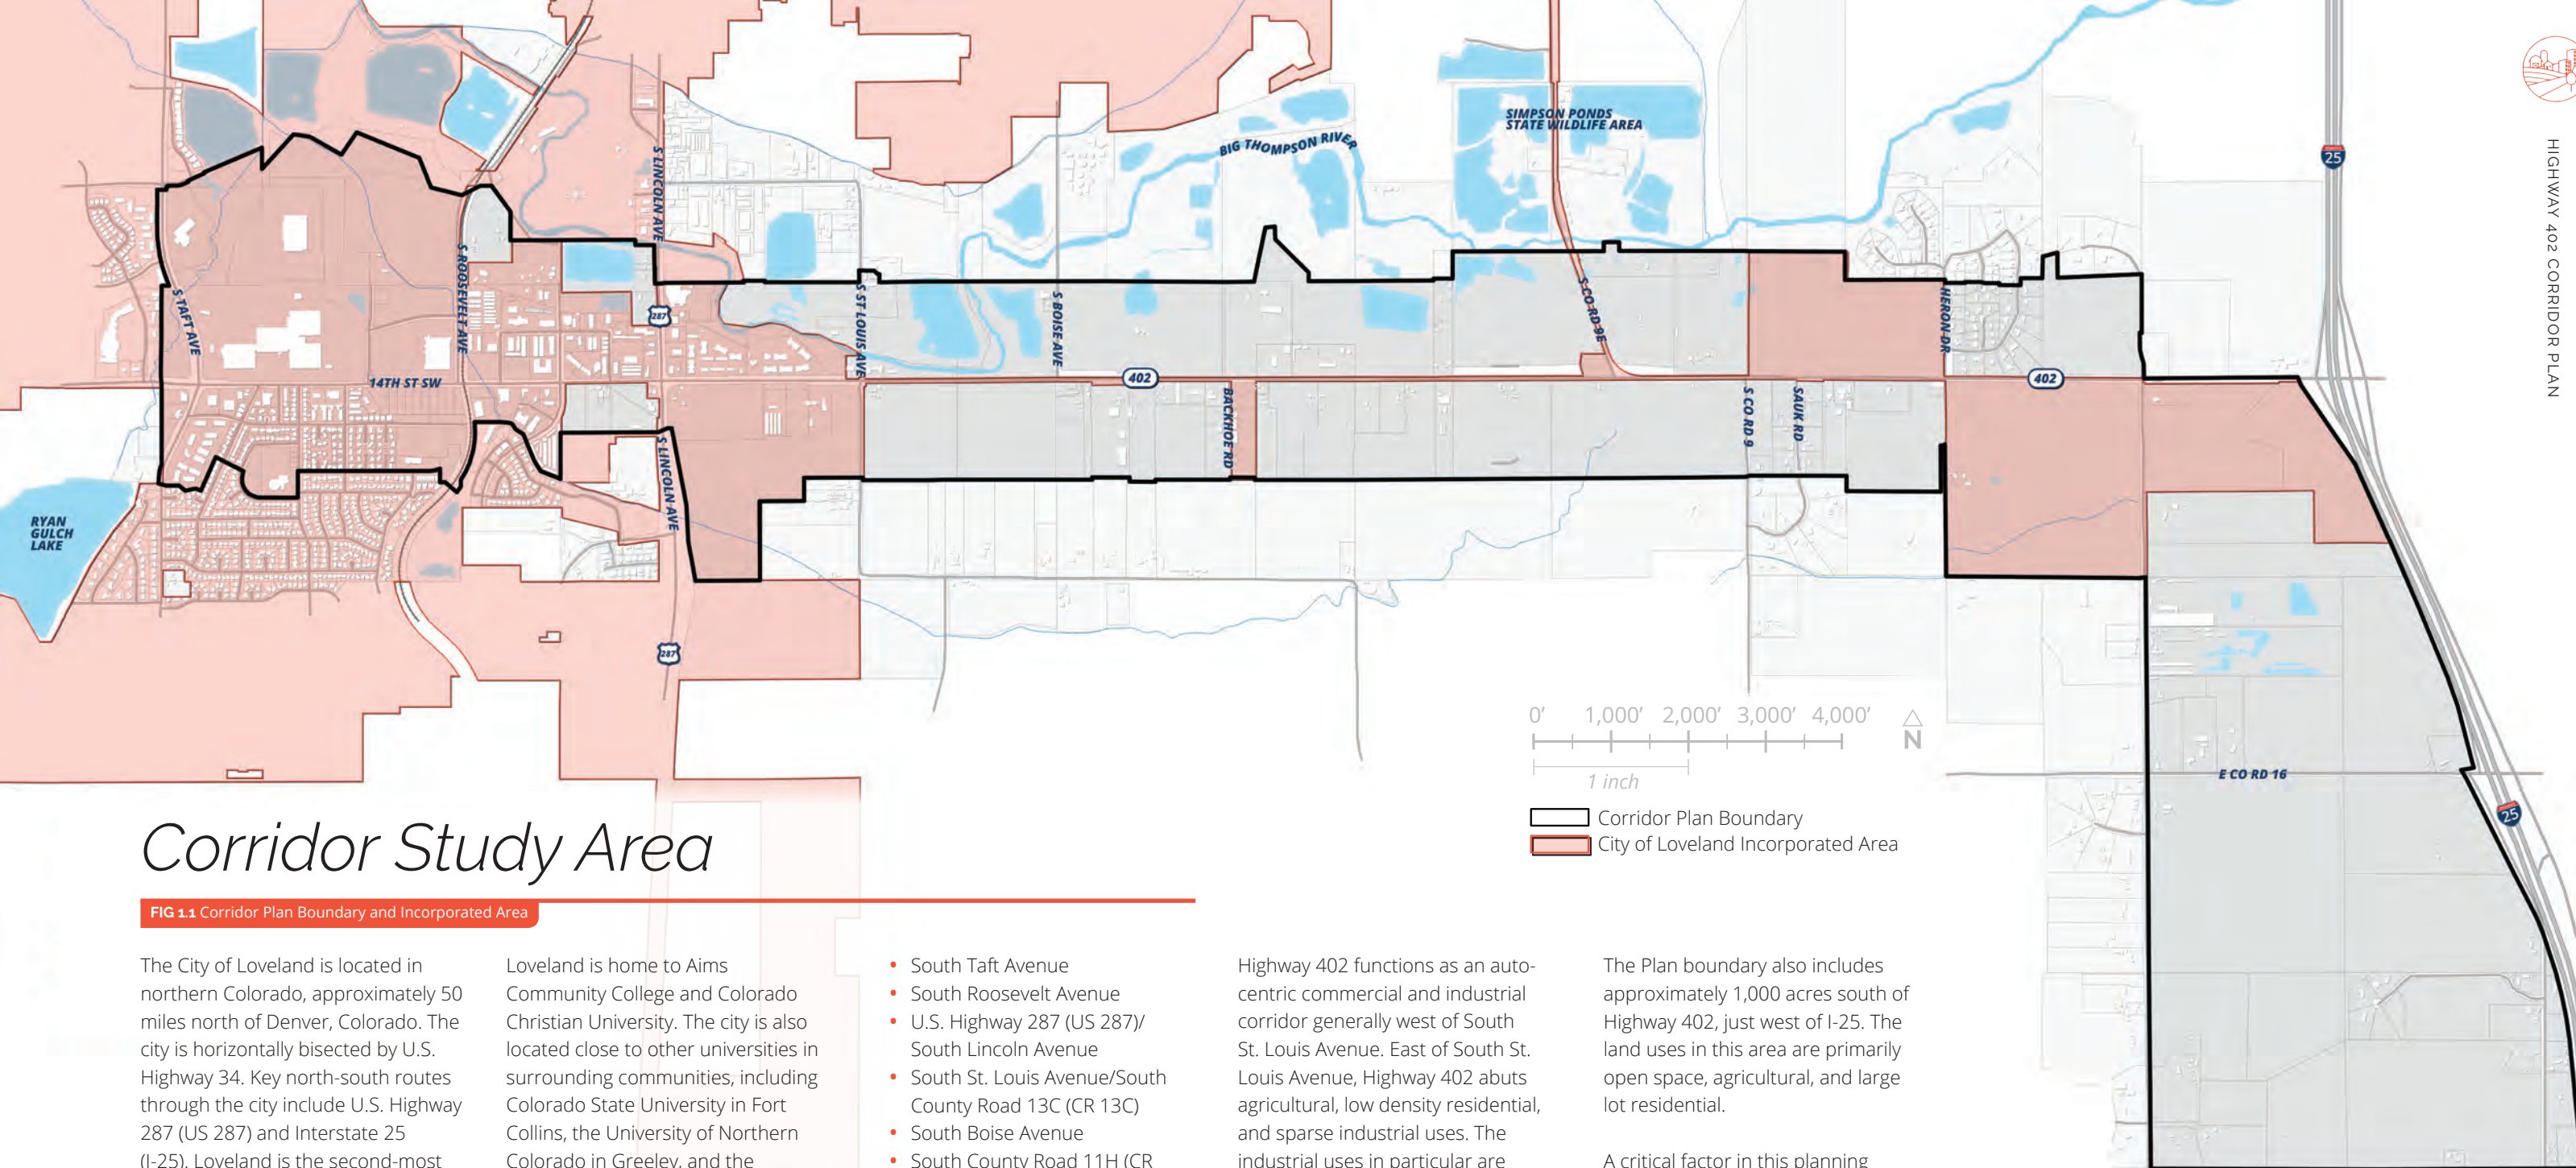 SIMPSON PONDS
STATE WILDLIFE AREA
BIG THOMPSON RIVER
25
HIGHWAY 402 CORRIDOR PLAN
S LINCOLN AVE
S TAFT AVE
S ROOSEVELT AVE
287
S ST LOUIS AVE
S BOISE AVE
S CO RD 9E
HERON DR
14TH ST SW
402
402
BACKHOE RD
S CO RD 9
SAUK RD
S LINCOLN AVE
RYAN
GULCH
LAKE
287
0’ 1,000’ 2,000’ 3,000’ 4,000’
N
1 inch
E CO RD 16
25
Corridor Plan Boundary
City of Loveland Incorporated Area
Corridor Study Area
FIG 1.1 Corridor Plan Boundary and Incorporated Area
The City of Loveland is located in
northern Colorado, approximately 50
miles north of Denver, Colorado. The
city is horizontally bisected by U.S.
Highway 34. Key north-south routes
through the city include U.S. Highway
287 (US 287) and Interstate 25
(I-25). Loveland is the second-most
Loveland is home to Aims
Community College and Colorado
Christian University. The city is also
located close to other universities in
surrounding communities, including
Colorado State University in Fort
Collins, the University of Northern
Colorado in Greeley, and the
• South Taft Avenue
• South Roosevelt Avenue
• U.S. Highway 287 (US 287)/
South Lincoln Avenue
• South St. Louis Avenue/South
County Road 13C (CR 13C)
• South Boise Avenue
• South County Road 11H (CR
Highway 402 functions as an auto-
centric commercial and industrial
corridor generally west of South
St. Louis Avenue. East of South St.
Louis Avenue, Highway 402 abuts
agricultural, low density residential,
and sparse industrial uses. The
industrial uses in particular are
The Plan boundary also includes
approximately 1,000 acres south of
Highway 402, just west of I-25. The
land uses in this area are primarily
open space, agricultural, and large
lot residential.
A critical factor in this planning